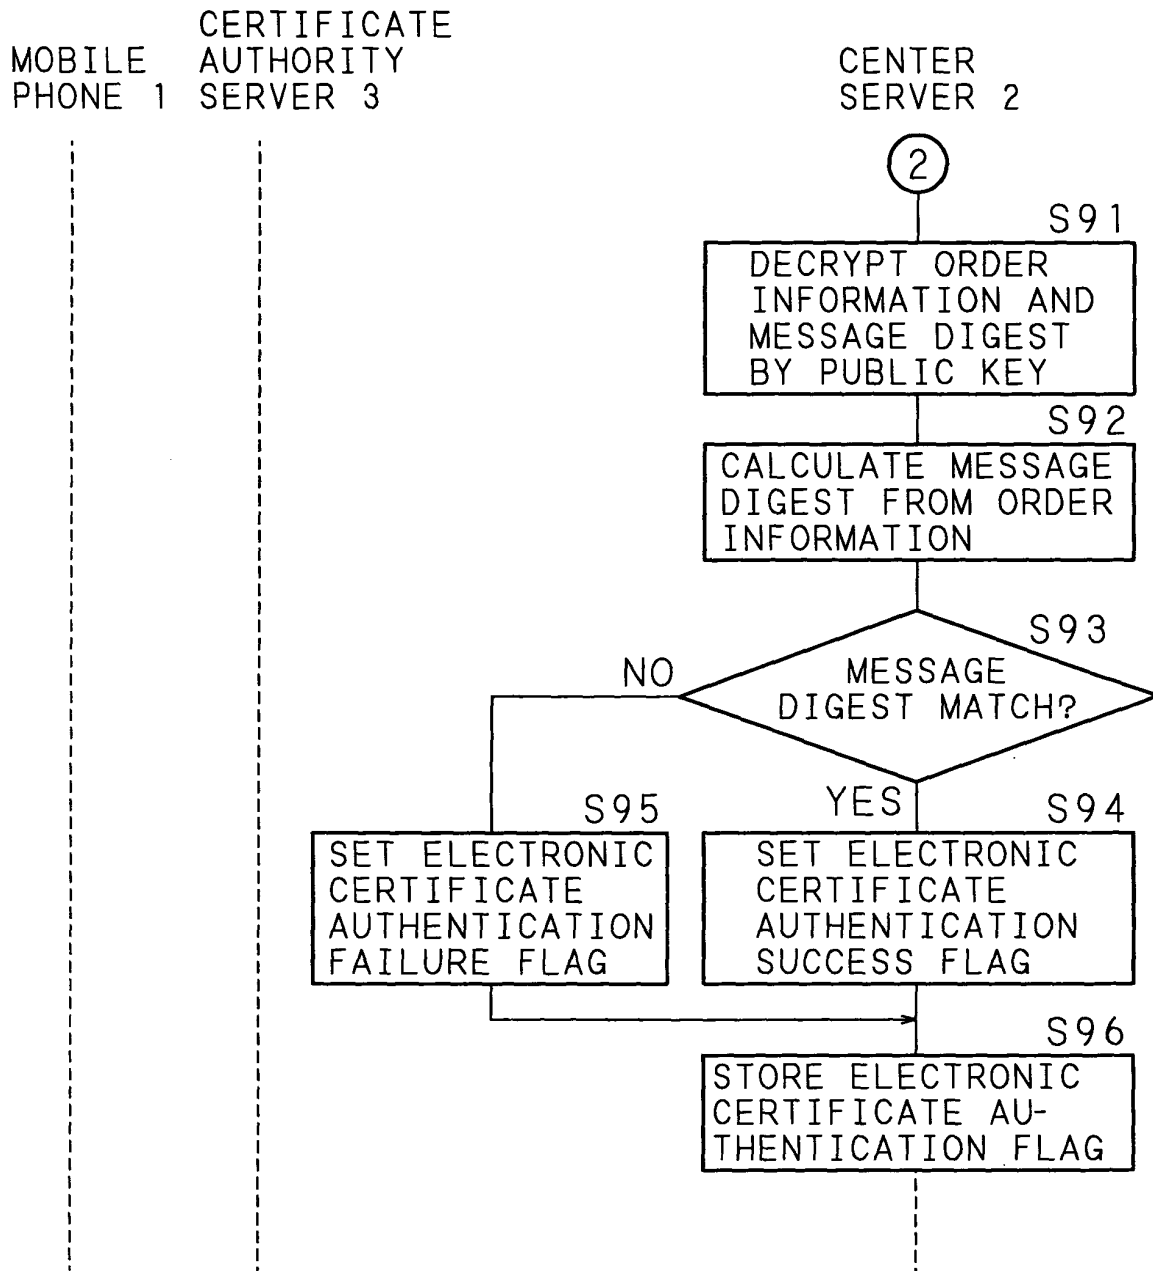 CERTIFICATE
MOBILE AUTHORITY CENTER
PHONE 1 SERVER 3 SERVER 2
2
S91
DECRYPT ORDER
INFORMATION AND
MESSAGE DIGEST
BY PUBLIC KEY
S92
CALCULATE MESSAGE
DIGEST FROM ORDER
INFORMATION
S93
NO MESSAGE
DIGEST MATCH?
YES
S95
SET ELECTRONIC
CERTIFICATE
AUTHENTICATION
FAILURE FLAG
S94
SET ELECTRONIC
CERTIFICATE
AUTHENTICATION
SUCCESS FLAG
S96
STORE ELECTRONIC
CERTIFICATE AU-
THENTICATION FLAG